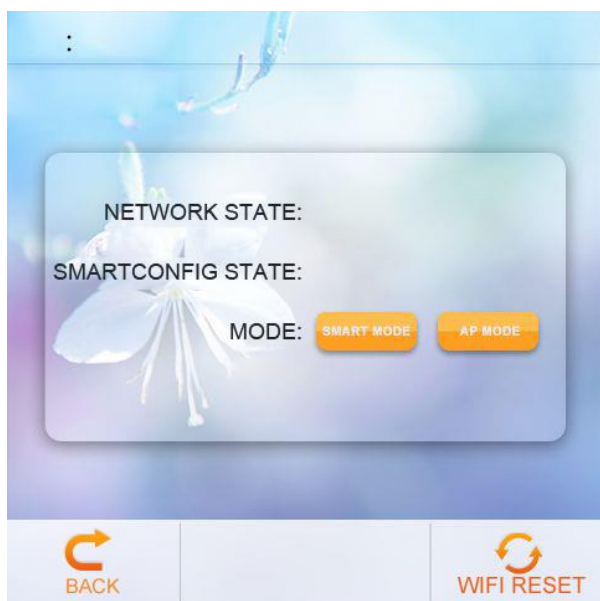 :
NETWORK STATE:
SMARTCONFIG STATE:
MODE: SMART MODE AP MODE
BACK WIFI RESET